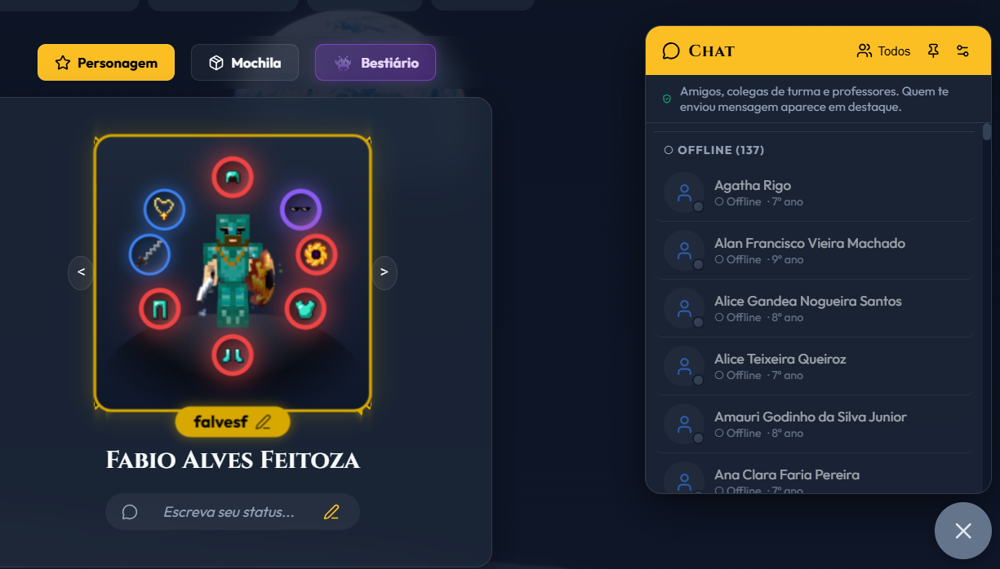 Personagem
Mochila
Bestiário
<
>
falvesf
Fabio Alves Feitoza
Escreva seu status...
Chat
Todos
Amigos, colegas de turma e professores. Quem te
enviou mensagem aparece em destaque.
OFFLINE (137)
Agatha Rigo
Offline · 7º ano
Alan Francisco Vieira Machado
Offline · 9º ano
Alice Gandea Nogueira Santos
Offline · 8º ano
Alice Teixeira Queiroz
Offline · 7º ano
Amauri Godinho da Silva Junior
Offline · 8º ano
Ana Clara Faria Pereira
Offline · 7º ano